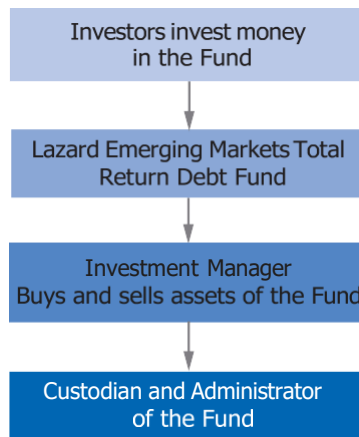 Investors invest money
in the Fund
Lazard Emerging Markets Total
Return Debt Fund
Investment Manager
Buys and sells assets of the Fund
Custodian and Administrator
of the Fund